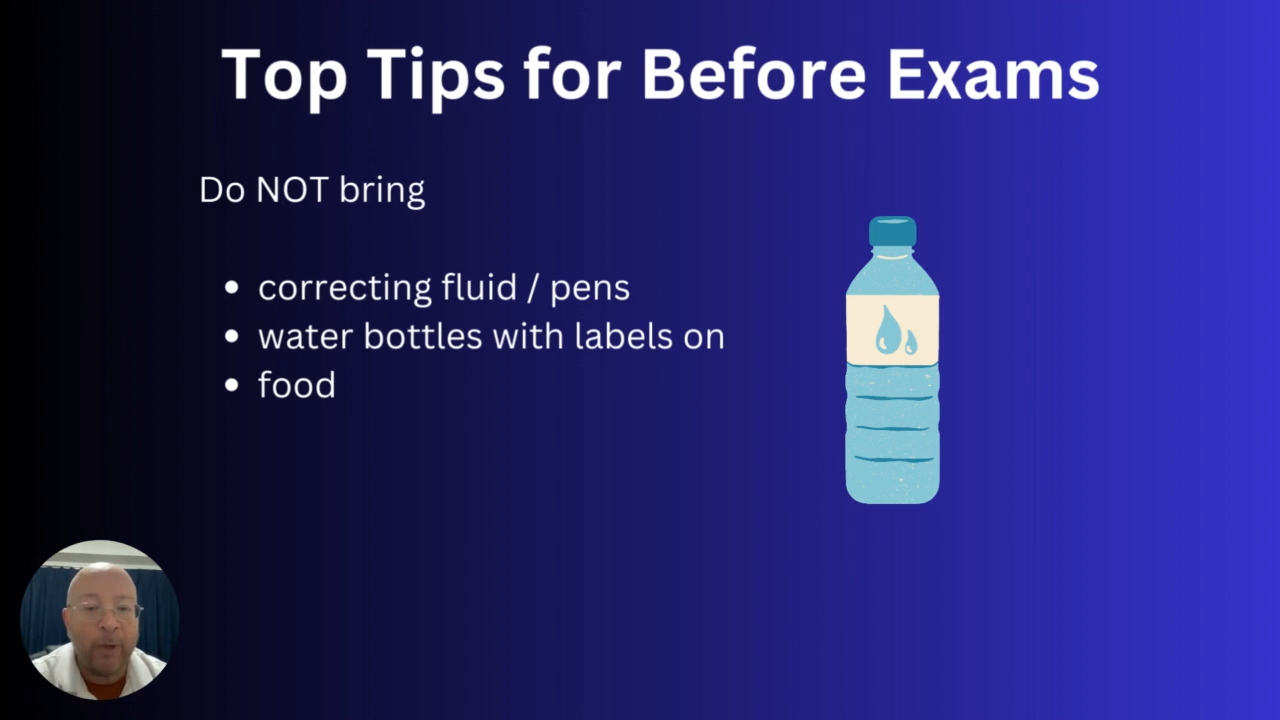 Top Tips for Before Exams
Do NOT bring
• correcting fluid / pens
• water bottles with labels on
• food